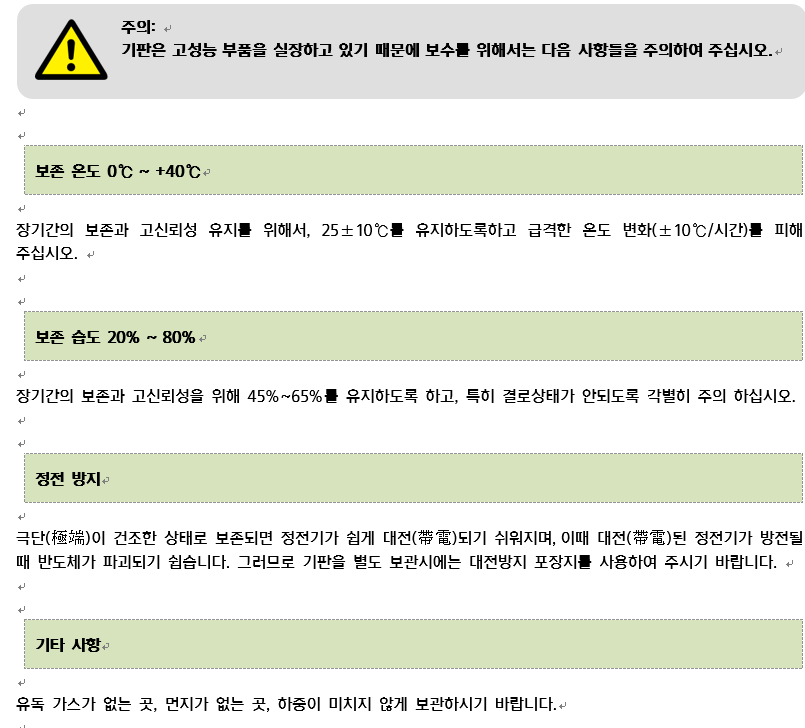 주의:
기판은 고성능 부품을 실장하고 있기 때문에 보수를 위해서는 다음 사항들을 주의하여 주십시오.
보존 온도 0℃ ~ +40℃
장기간의 보존과 고신뢰성 유지를 위해서, 25±10℃를 유지하도록하고 급격한 온도 변화(±10℃/시간)를 피해
주십시오.
보존 습도 20% ~ 80%
장기간의 보존과 고신뢰성을 위해 45%~65%를 유지하도록 하고, 특히 결로상태가 안되도록 각별히 주의 하십시오.
정전 방지
극단(極端)이 건조한 상태로 보존되면 정전기가 쉽게 대전(帶電)되기 쉬워지며, 이때 대전(帶電)된 정전기가 방전될
때 반도체가 파괴되기 쉽습니다. 그러므로 기판을 별도 보관시에는 대전방지 포장지를 사용하여 주시기 바랍니다.
기타 사항
유독 가스가 없는 곳, 먼지가 없는 곳, 하중이 미치지 않게 보관하시기 바랍니다.